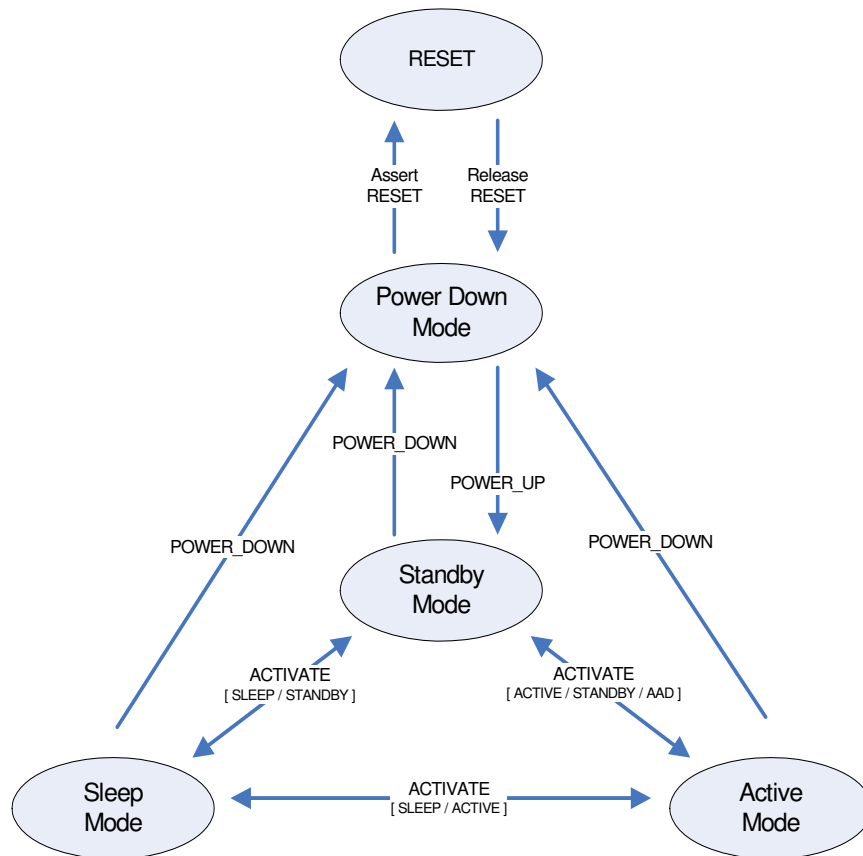 RESET
Assert
RESET
Release
RESET
Power Down
Mode
POWER_DOWN
POWER_UP
POWER_DOWN
POWER_DOWN
Standby
Mode
ACTIVATE
[ SLEEP / STANDBY ]
ACTIVATE
[ ACTIVE / STANDBY / AAD ]
Sleep
Mode
ACTIVATE
[ SLEEP / ACTIVE ]
Active
Mode